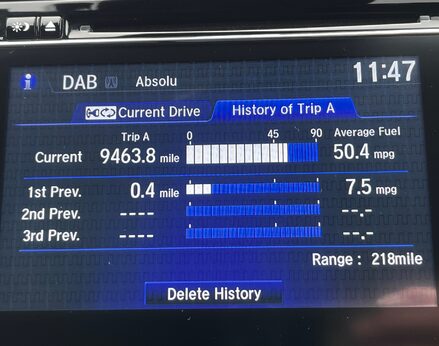 i DAB Absolu 11:47
Current Drive History of Trip A
Trip A 0 45 90 Average Fuel
Current 9463.8 mile 50.4 mpg
1st Prev. 0.4 mile 7.5 mpg
2nd Prev. ---- --.-
3rd Prev. ---- --.-
Range : 218mile
Delete History